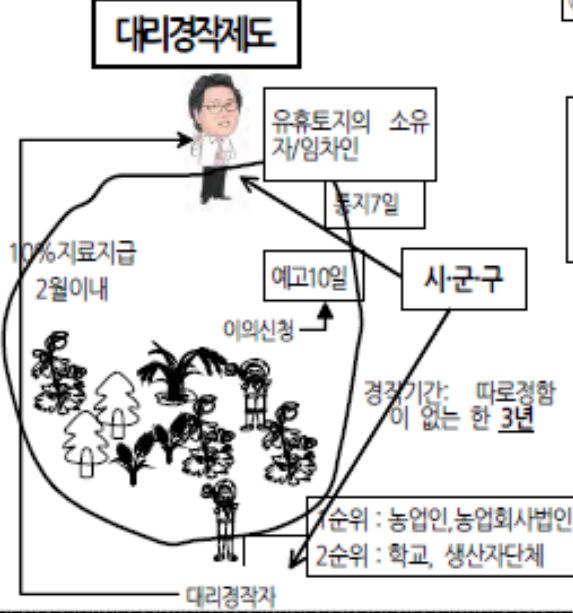 대리경작제도
유휴토지의 소유
자/임차인
통지7일
10%지료지급
2월이내
예고10일
시·군·구
이의신청
경작기간: 따로정함
이 없는 한 3년
1순위 : 농업인,농업회사법인
2순위 : 학교, 생산자단체
대리경작자